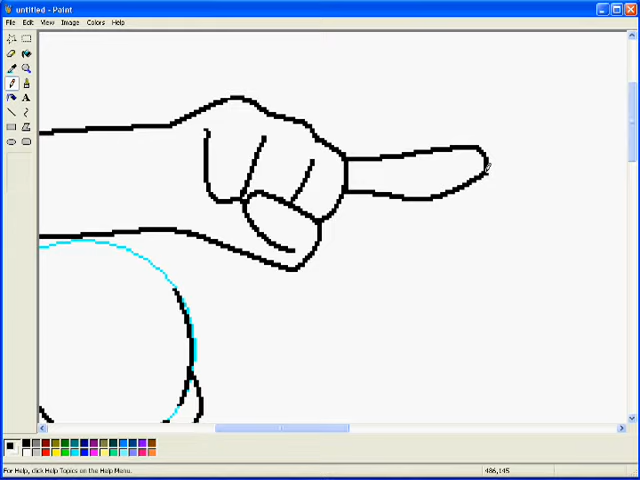 untitled - Paint
File Edit View Image Colors Help
A
For Help, click Help Topics on the Help Menu.
486,145